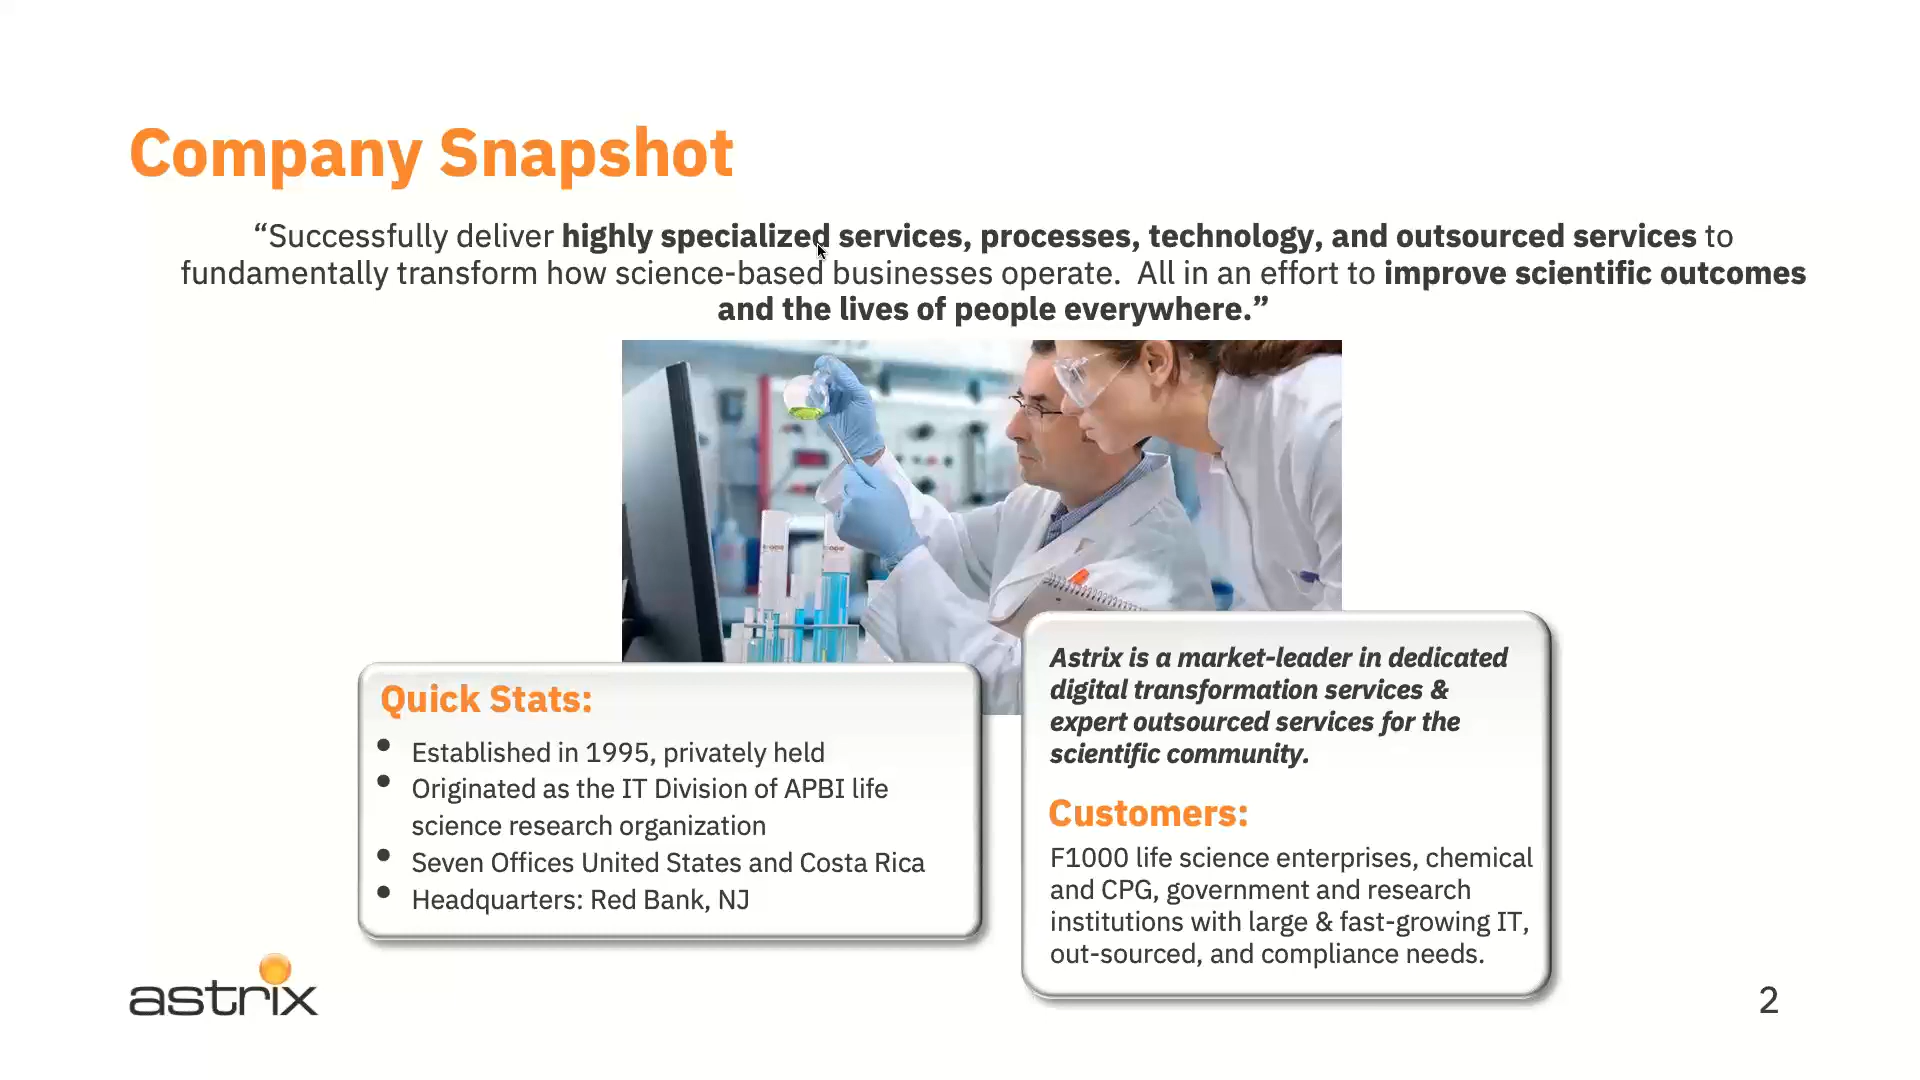 Company Snapshot
“Successfully deliver highly specialized services, processes, technology, and outsourced services to
fundamentally transform how science-based businesses operate.  All in an effort to improve scientific outcomes
and the lives of people everywhere.”
Quick Stats:
• Established in 1995, privately held
• Originated as the IT Division of APBI life
science research organization
• Seven Offices United States and Costa Rica
• Headquarters: Red Bank, NJ
Astrix is a market-leader in dedicated
digital transformation services &
expert outsourced services for the
scientific community.
Customers:
F1000 life science enterprises, chemical
and CPG, government and research
institutions with large & fast-growing IT,
out-sourced, and compliance needs.
astrix
2